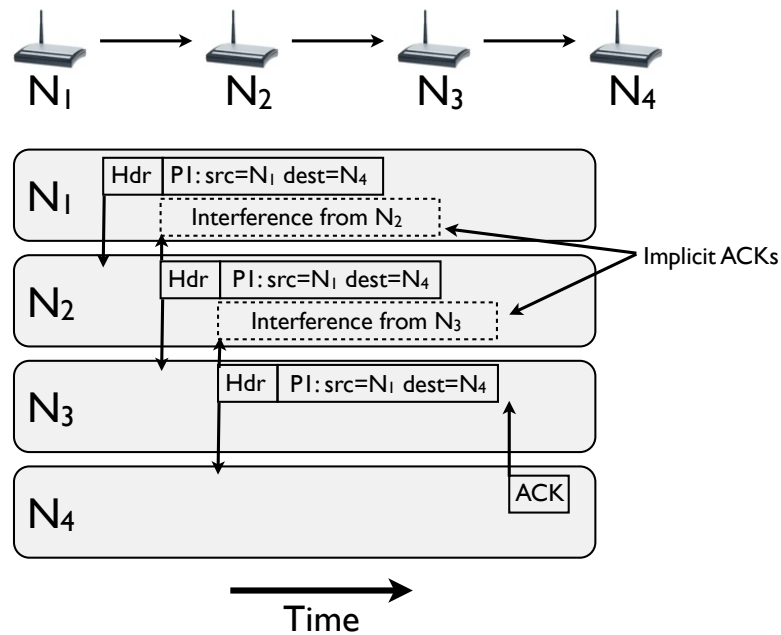 N₁ N₂ N₃ N₄
N₁
Hdr P1: src=N₁ dest=N₄
Interference from N₂
Implicit ACKs
N₂
Hdr P1: src=N₁ dest=N₄
Interference from N₃
N₃
Hdr P1: src=N₁ dest=N₄
N₄
ACK
Time